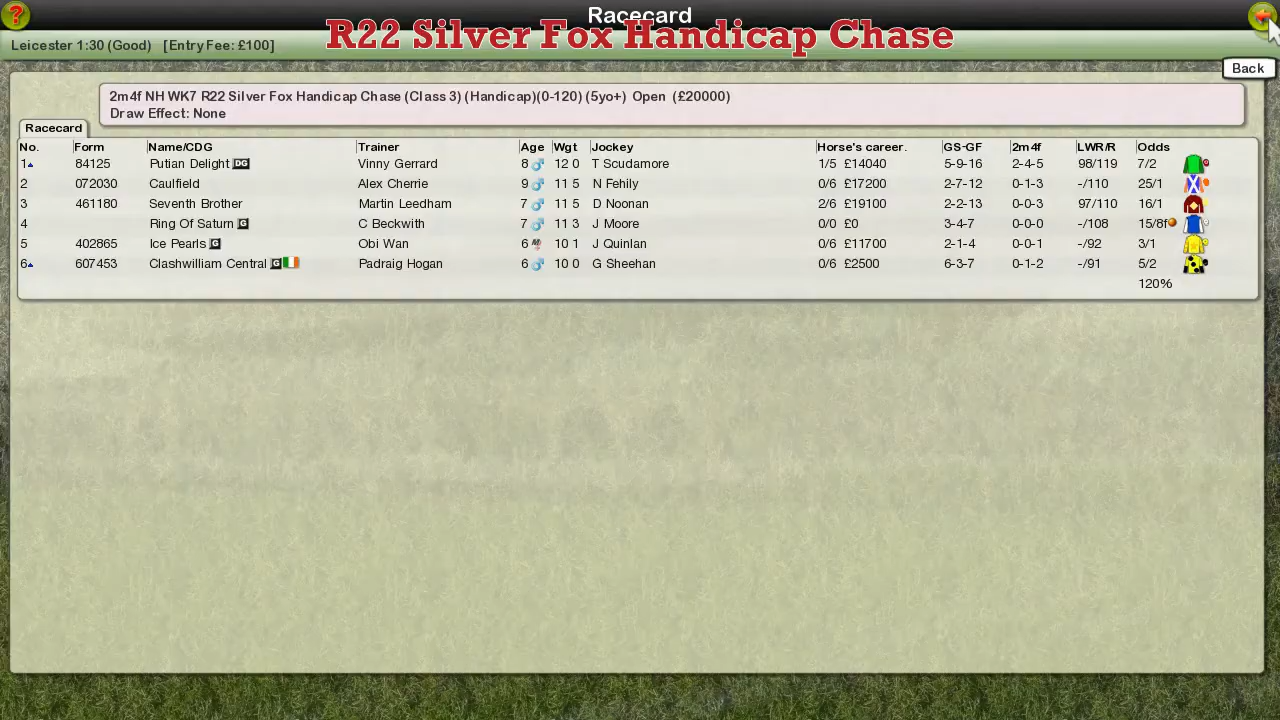 Racecard
R22 Silver Fox Handicap Chase
Leicester 1:30 (Good) [Entry Fee: £100]
Back
2m4f NH WK7 R22 Silver Fox Handicap Chase (Class 3) (Handicap)(0-120) (5yo+) Open (£20000)
Draw Effect: None
Racecard
No. Form Name/CDG Trainer Age Wgt Jockey Horse's career. GS-GF 2m4f LWR/R Odds
1 84125 Putian Delight DG Vinny Gerrard 8 12 0 T Scudamore 1/5 £14040 5-9-16 2-4-5 98/119 7/2
2 072030 Caulfield Alex Cherrie 9 11 5 N Fehily 0/6 £17200 2-7-12 0-1-3 -/110 25/1
3 461180 Seventh Brother Martin Leedham 7 11 5 D Noonan 2/6 £19100 2-2-13 0-0-3 97/110 16/1
4 Ring Of Saturn G C Beckwith 7 11 3 J Moore 0/0 £0 3-4-7 0-0-0 -/108 15/8f
5 402865 Ice Pearls G Obi Wan 6 10 1 J Quinlan 0/6 £11700 2-1-4 0-0-1 -/92 3/1
6 607453 Clashwilliam Central G Padraig Hogan 6 10 0 G Sheehan 0/6 £2500 6-3-7 0-1-2 -/91 5/2
120%